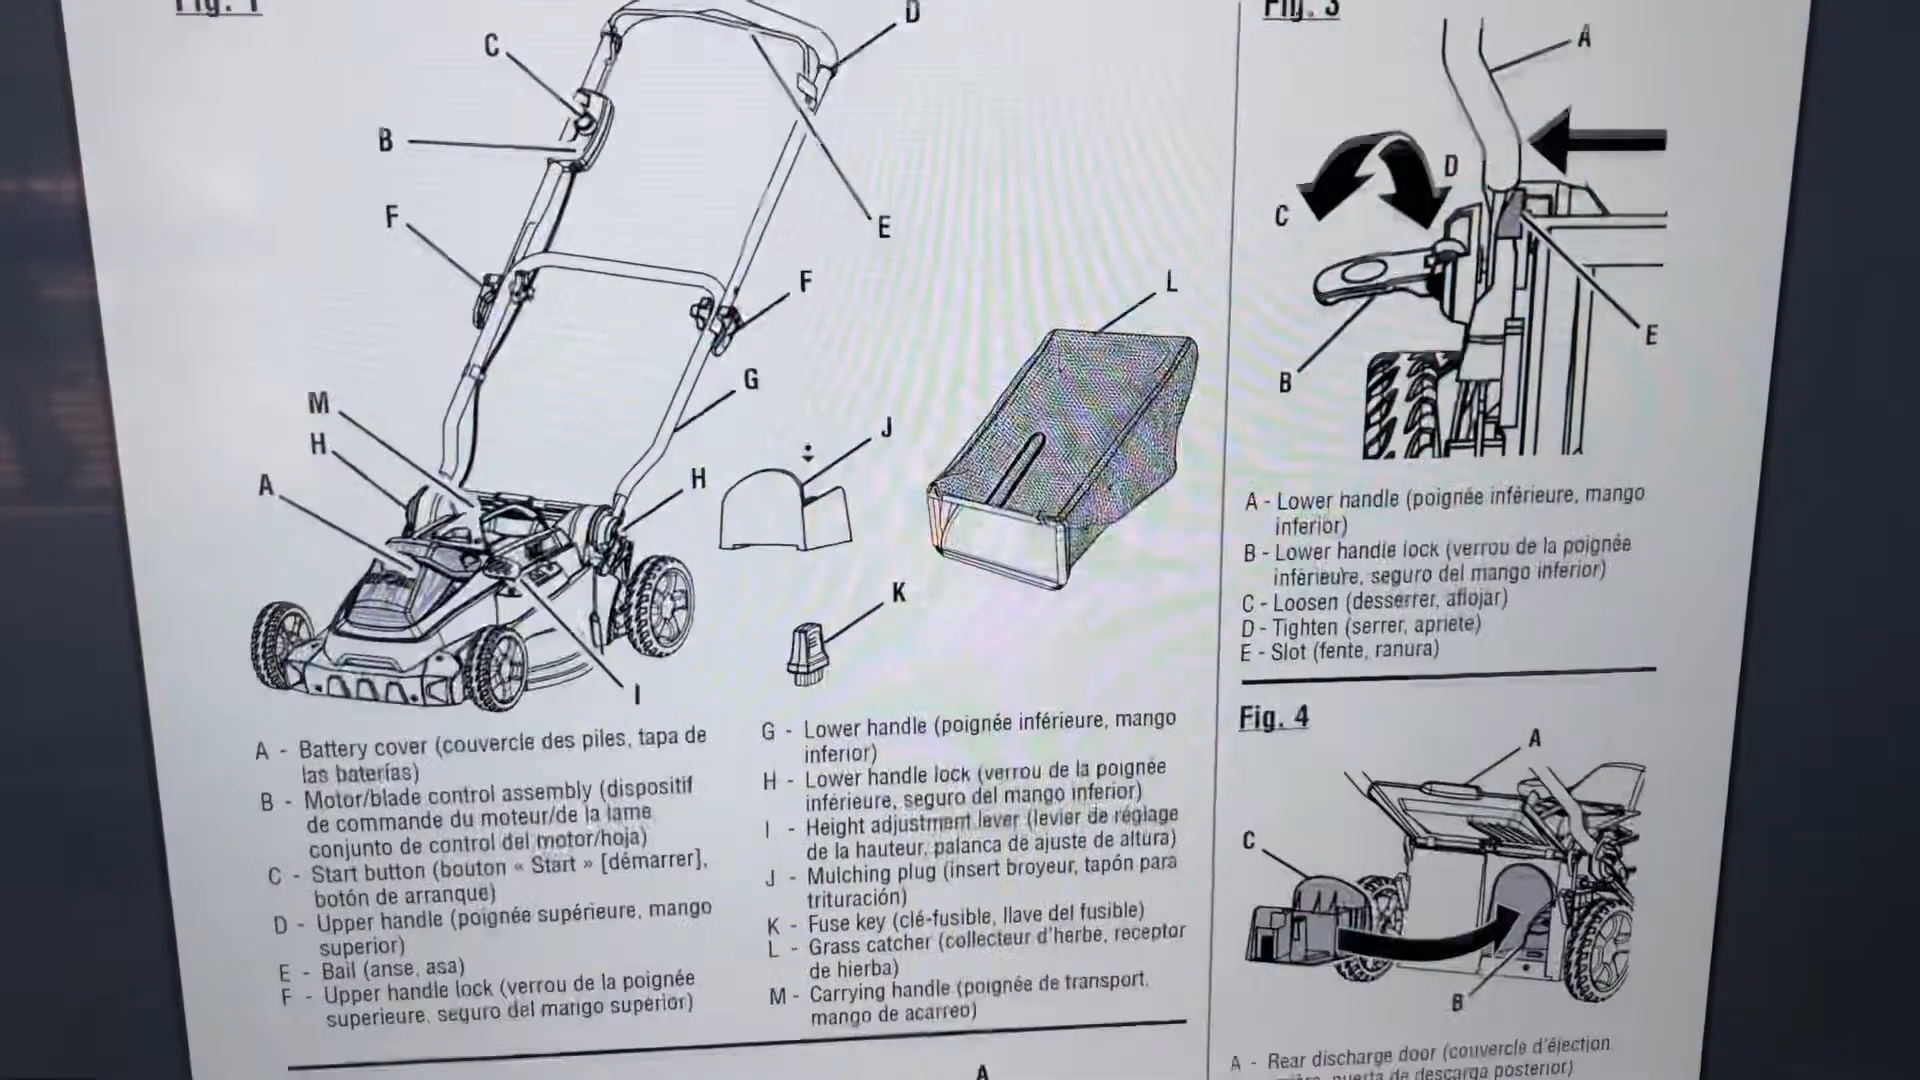 Fig. 1
D
C
B
E
F
F
L
G
M
H
J
A
H
K
I
A - Battery cover (couvercle des piles, tapa de
las baterías)
B - Motor/blade control assembly (dispositif
de commande du moteur/de la lame
conjunto de control del motor/hoja)
C - Start button (bouton « Start » [démarrer],
botón de arranque)
D - Upper handle (poignée supérieure, mango
superior)
E - Bail (anse, asa)
F - Upper handle lock (verrou de la poignée
superieure, seguro del mango superior)
G - Lower handle (poignée inférieure, mango
inferior)
H - Lower handle lock (verrou de la poignée
inférieure, seguro del mango inferior)
I - Height adjustment lever (levier de réglage
de la hauteur, palanca de ajuste de altura)
J - Mulching plug (insert broyeur, tapón para
trituración)
K - Fuse key (clé-fusible, llave del fusible)
L - Grass catcher (collecteur d'herbe, receptor
de hierba)
M - Carrying handle (poignée de transport,
mango de acarreo)
A
Fig. 3
A
D
C
E
B
A - Lower handle (poignée inférieure, mango
inferior)
B - Lower handle lock (verrou de la poignée
inférieure, seguro del mango inferior)
C - Loosen (desserrer, aflojar)
D - Tighten (serrer, apriete)
E - Slot (fente, ranura)
Fig. 4
A
C
B
A - Rear discharge door (couvercle d'éjection
puerta de descarga posterior)